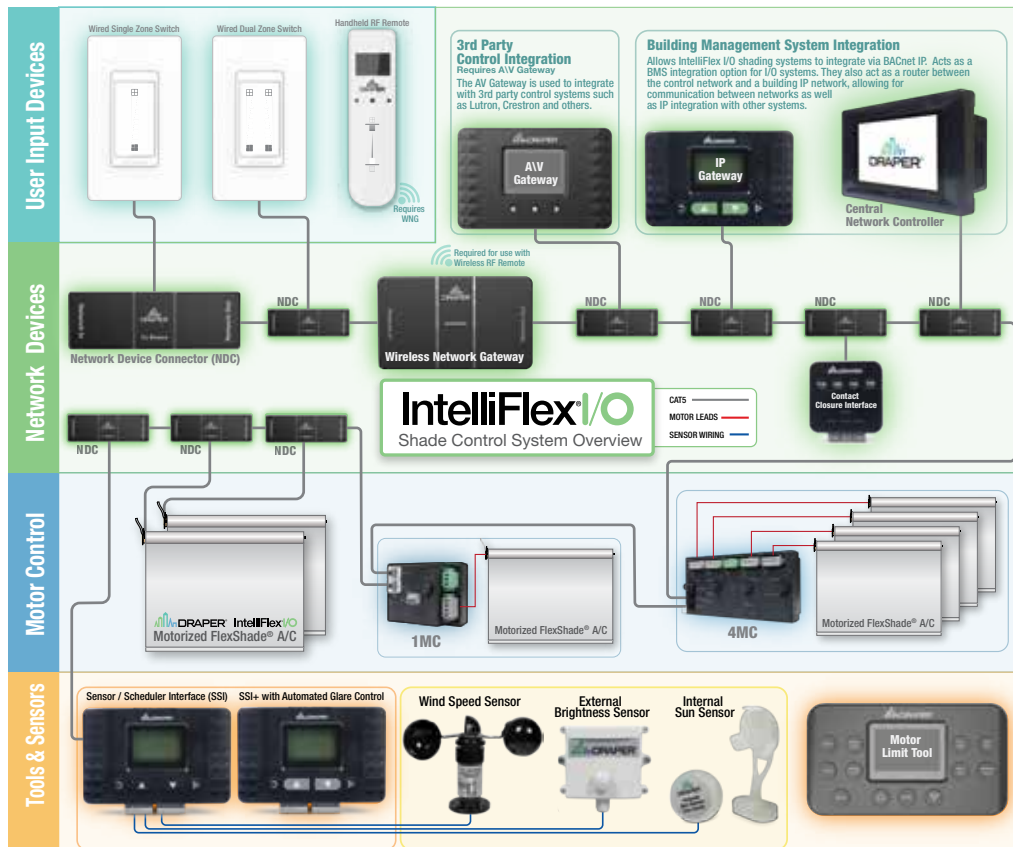 User Input Devices
Wired Single Zone Switch
Wired Dual Zone Switch
Handheld RF Remote
Requires
WNG
3rd Party
Control Integration
Requires A\V Gateway
The AV Gateway is used to integrate
with 3rd party control systems such
as Lutron, Crestron and others.
DRAPER
A\V
Gateway
Building Management System Integration
Allows IntelliFlex I/O shading systems to integrate via BACnet IP. Acts as a
BMS integration option for I/O systems. They also act as a router between
the control network and a building IP network, allowing for
communication between networks as well
as IP integration with other systems.
DRAPER
IP
Gateway
DRAPER
Central
Network Controller
Network Devices
Required for use with
Wireless RF Remote
DRAPER
Network Device Connector (NDC)
NDC
DRAPER
Wireless Network Gateway
NDC
NDC
NDC
NDC
Contact
Closure Interface
IntelliFlex® I/O
Shade Control System Overview
CAT5
MOTOR LEADS
SENSOR WIRING
NDC
NDC
NDC
Motor Control
DRAPER® IntelliFlex I/O
Motorized FlexShade® A/C
1MC
Motorized FlexShade® A/C
4MC
Motorized FlexShade® A/C
Tools & Sensors
Sensor / Scheduler Interface (SSI)
SSI+ with Automated Glare Control
Wind Speed Sensor
External
Brightness Sensor
DRAPER
Internal
Sun Sensor
DRAPER
Motor
Limit Tool